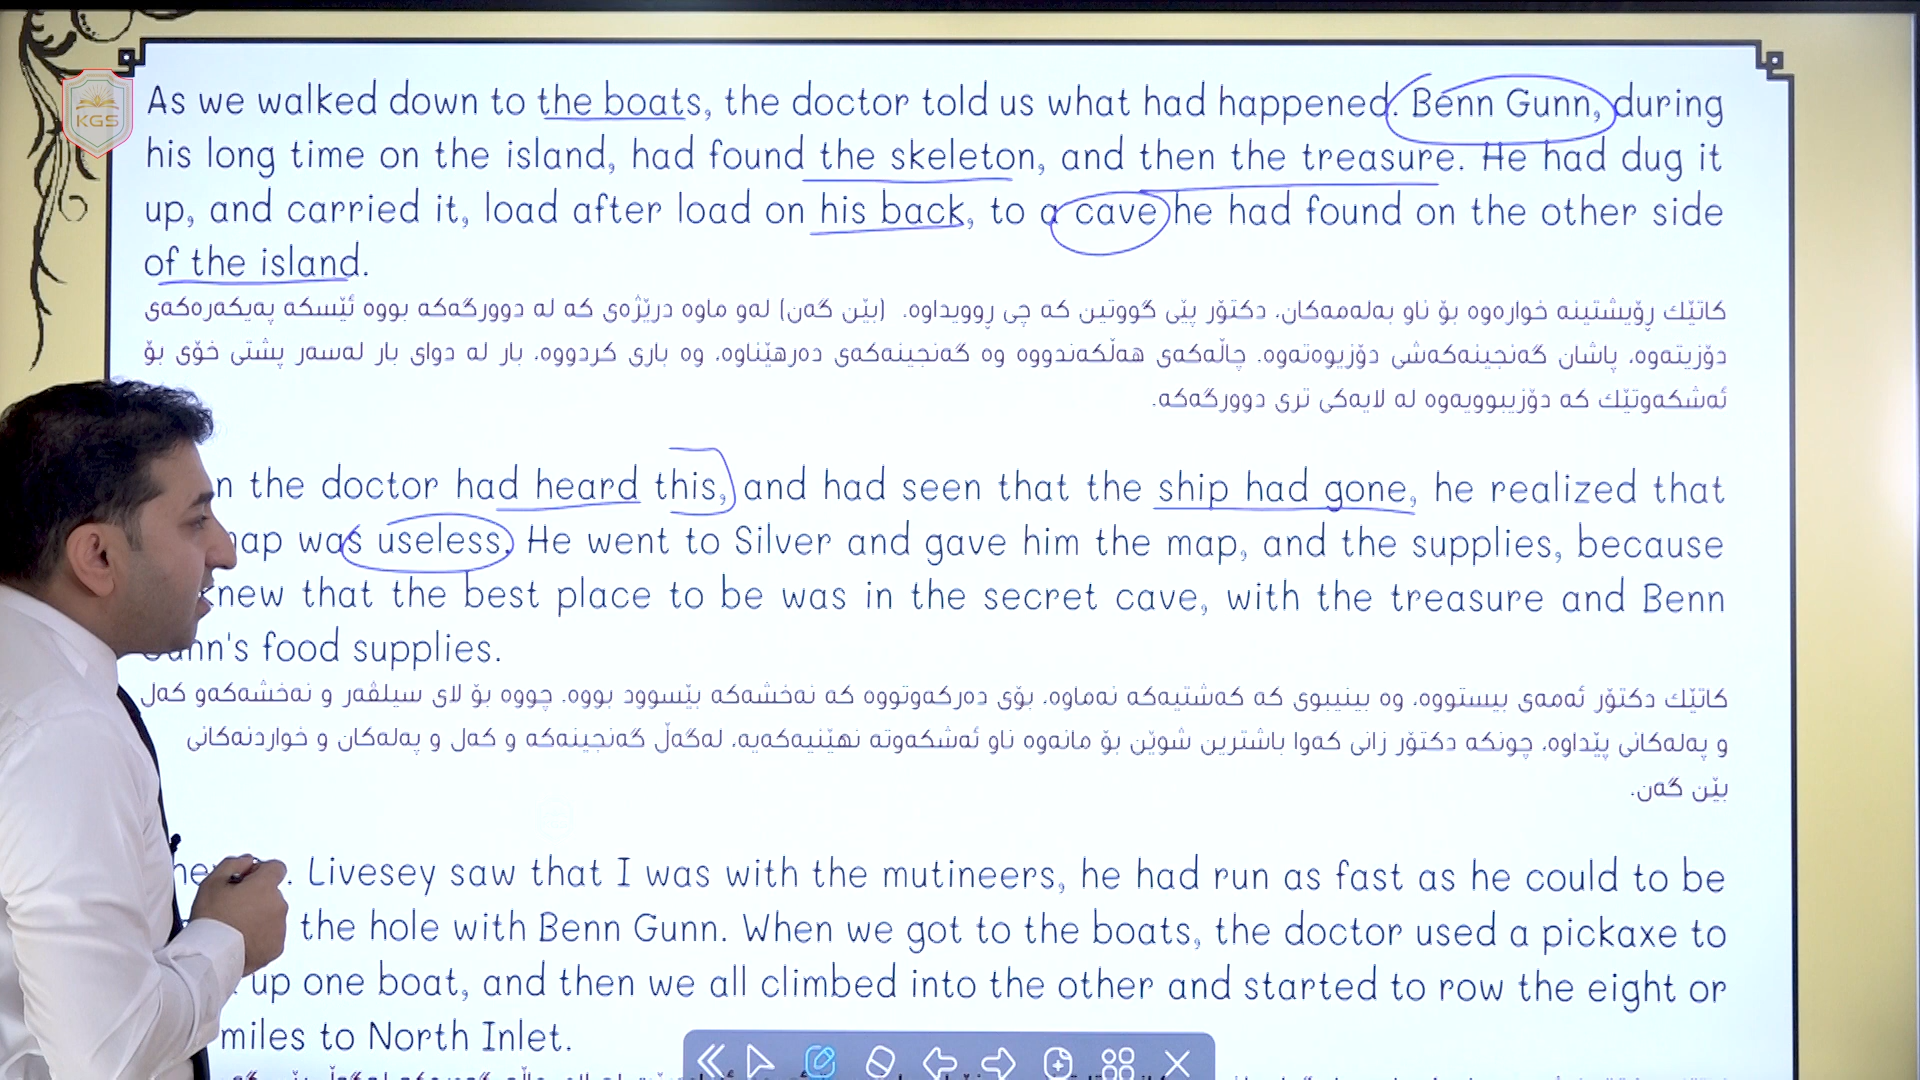 KGS
As we walked down to the boats, the doctor told us what had happened. Benn Gunn, during
his long time on the island, had found the skeleton, and then the treasure. He had dug it
up, and carried it, load after load on his back, to a cave he had found on the other side
of the island.
کاتێك ڕۆیشتینە خوارەوە بۆ ناو بەلەمەکان، دکتۆر پێی گووتین کە چی ڕوویداوە. (بێن گەن) لەو ماوە درێژەی کە لە دوورگەکە بووە ئێسکە پەیکەرەکەی
دۆزیتەوە، پاشان گەنجینەکەشی دۆزیوەتەوە. چاڵەکەی هەڵکەندووە وە گەنجینەکەی دەرهێناوە، وە باری کردووە، بار لە دوای بار لەسەر پشتی خۆی بۆ
ئەشکەوتێك کە دۆزیبوویەوە لە لایەکی تری دوورگەکە.
n the doctor had heard this, and had seen that the ship had gone, he realized that
map was useless. He went to Silver and gave him the map, and the supplies, because
knew that the best place to be was in the secret cave, with the treasure and Benn
Gunn's food supplies.
کاتێك دکتۆر ئەمەی بیستووە، وە بینیبوی کە کەشتیەکە نەماوە، بۆی دەرکەوتووە کە نەخشەکە بێسوود بووە. چووە بۆ لای سیلڤەر و نەخشەکەو کەل
و پەلەکانی پێداوە، چونکە دکتۆر زانی کەوا باشترین شوێن بۆ مانەوە ناو ئەشکەوتە نهێنیەکەیە، لەگەڵ گەنجینەکە و کەل و پەلەکان و خواردنەکانی
بێن گەن.
. Livesey saw that I was with the mutineers, he had run as fast as he could to be
the hole with Benn Gunn. When we got to the boats, the doctor used a pickaxe to
up one boat, and then we all climbed into the other and started to row the eight or
miles to North Inlet.